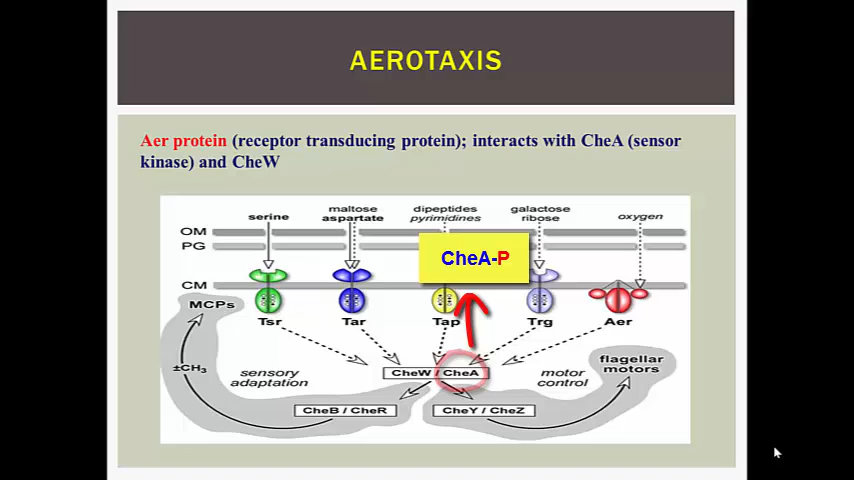 AEROTAXIS
Aer protein (receptor transducing protein); interacts with CheA (sensor
kinase) and CheW
serine
maltose
aspartate
dipeptides
pyrimidines
galactose
ribose
oxygen
OM
PG
CheA-P
CM
MCPs
Tsr
Tar
Tap
Trg
Aer
±CH3
sensory
adaptation
CheW / CheA
motor
control
flagellar
motors
CheB / CheR
CheY / CheZ